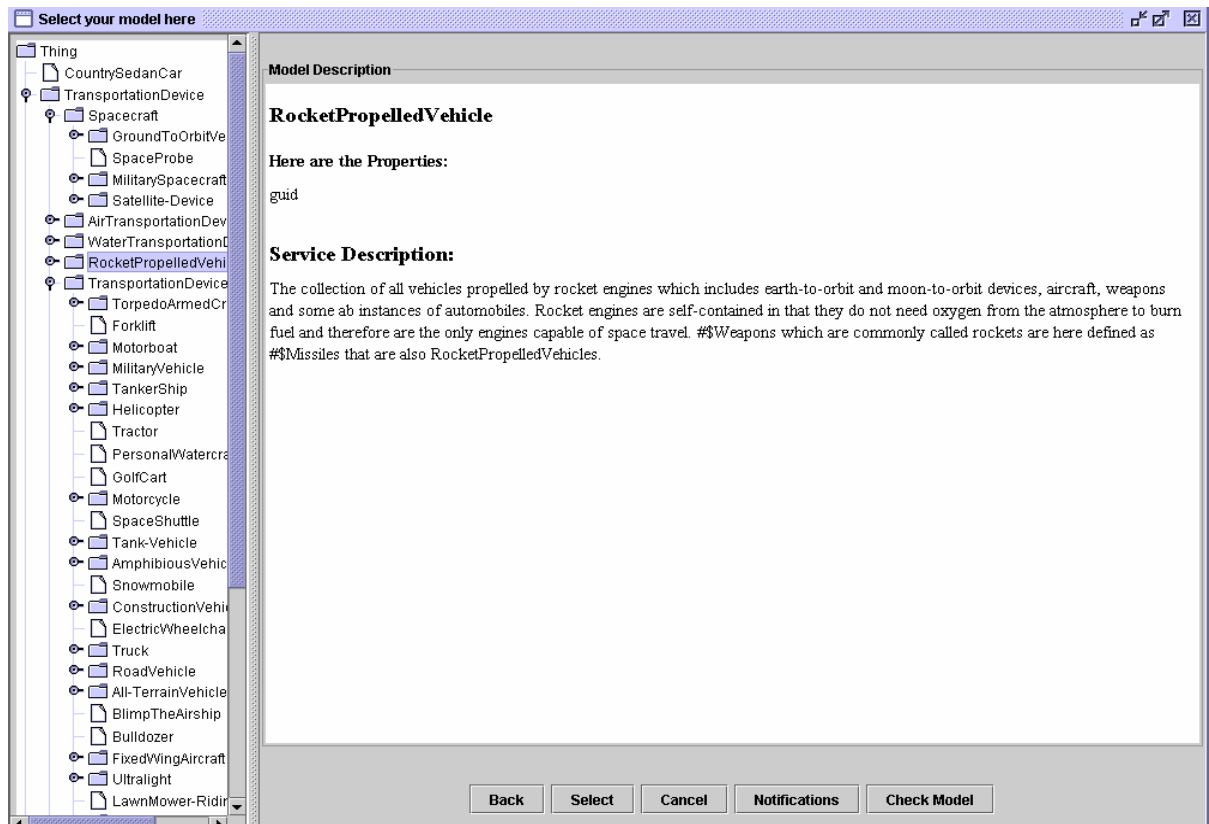 Select your model here
Thing
CountrySedanCar
TransportationDevice
Spacecraft
GroundToOrbitVe
SpaceProbe
MilitarySpacecraft
Satellite-Device
AirTransportationDev
WaterTransportationD
RocketPropelledVehi
TransportationDevice
TorpedoArmedCr
Forklift
Motorboat
MilitaryVehicle
TankerShip
Helicopter
Tractor
PersonalWatercra
GolfCart
Motorcycle
SpaceShuttle
Tank-Vehicle
AmphibiousVehic
Snowmobile
ConstructionVehi
ElectricWheelcha
Truck
RoadVehicle
All-TerrainVehicle
BlimpTheAirship
Bulldozer
FixedWingAircraft
Ultralight
LawnMower-Ridin
Model Description
RocketPropelledVehicle
Here are the Properties:
guid
Service Description:
The collection of all vehicles propelled by rocket engines which includes earth-to-orbit and moon-to-orbit devices, aircraft, weapons
and some ab instances of automobiles. Rocket engines are self-contained in that they do not need oxygen from the atmosphere to burn
fuel and therefore are the only engines capable of space travel. #$Weapons which are commonly called rockets are here defined as
#$Missiles that are also RocketPropelledVehicles.
Back Select Cancel Notifications Check Model